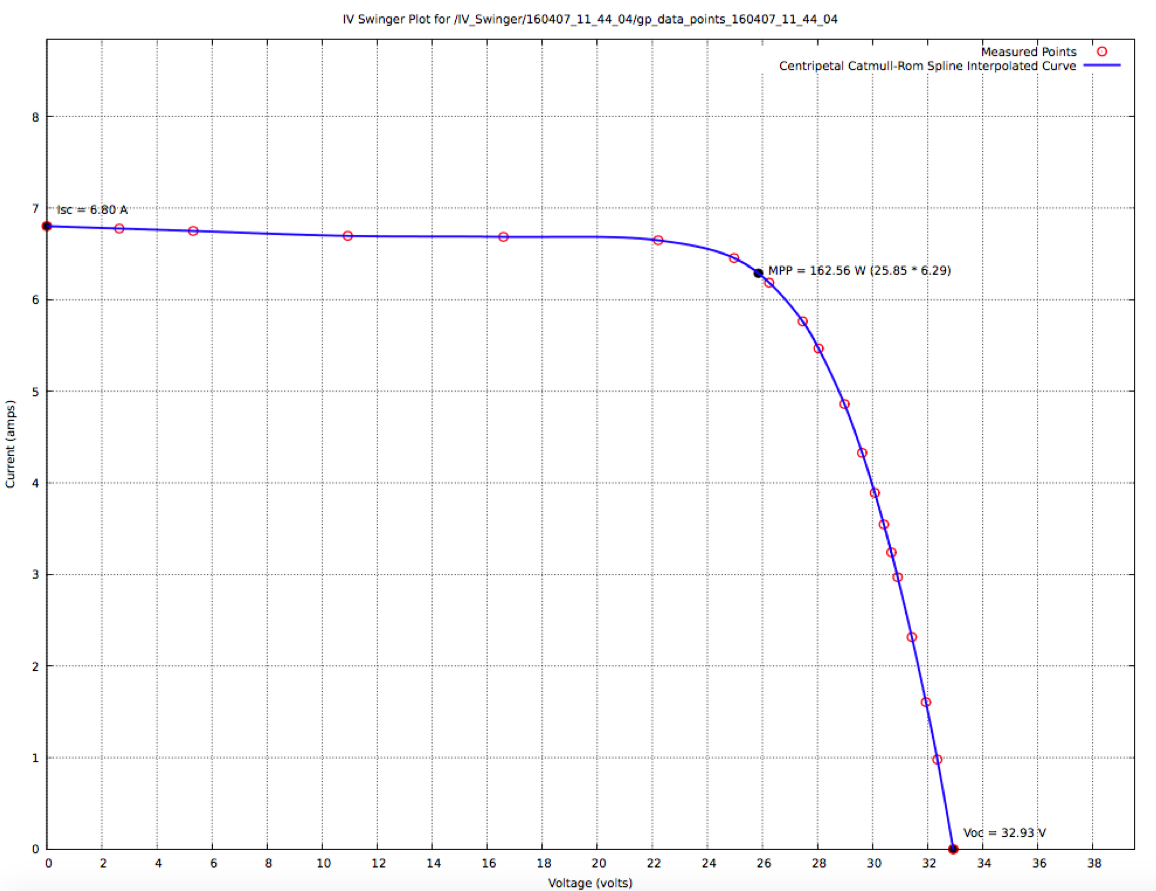 IV Swinger Plot for /IV_Swinger/160407_11_44_04/gp_data_points_160407_11_44_04
Measured Points
Centripetal Catmull-Rom Spline Interpolated Curve
8
7
Isc = 6.80 A
MPP = 162.56 W (25.85 * 6.29)
6
5
Current (amps)
4
3
2
1
Voc = 32.93 V
0
0 2 4 6 8 10 12 14 16 18 20 22 24 26 28 30 32 34 36 38
Voltage (volts)